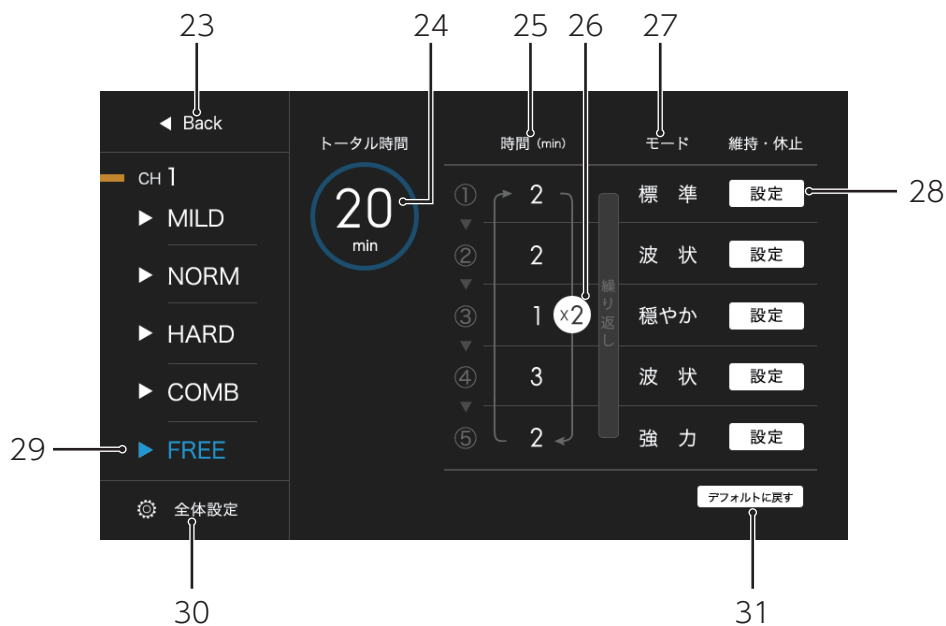 23 24 25 26 27
◀ Back
トータル時間 時間 (min) モード 維持・休止
CH 1
20
min
▶ MILD
▶ NORM
▶ HARD
▶ COMB
▶ FREE
全体設定
① 2 標 準 設定
② 2 波 状 設定
③ 1 x2 穏やか 設定
④ 3 波 状 設定
⑤ 2 強 力 設定
繰り返し
デフォルトに戻す
28
29
30 31